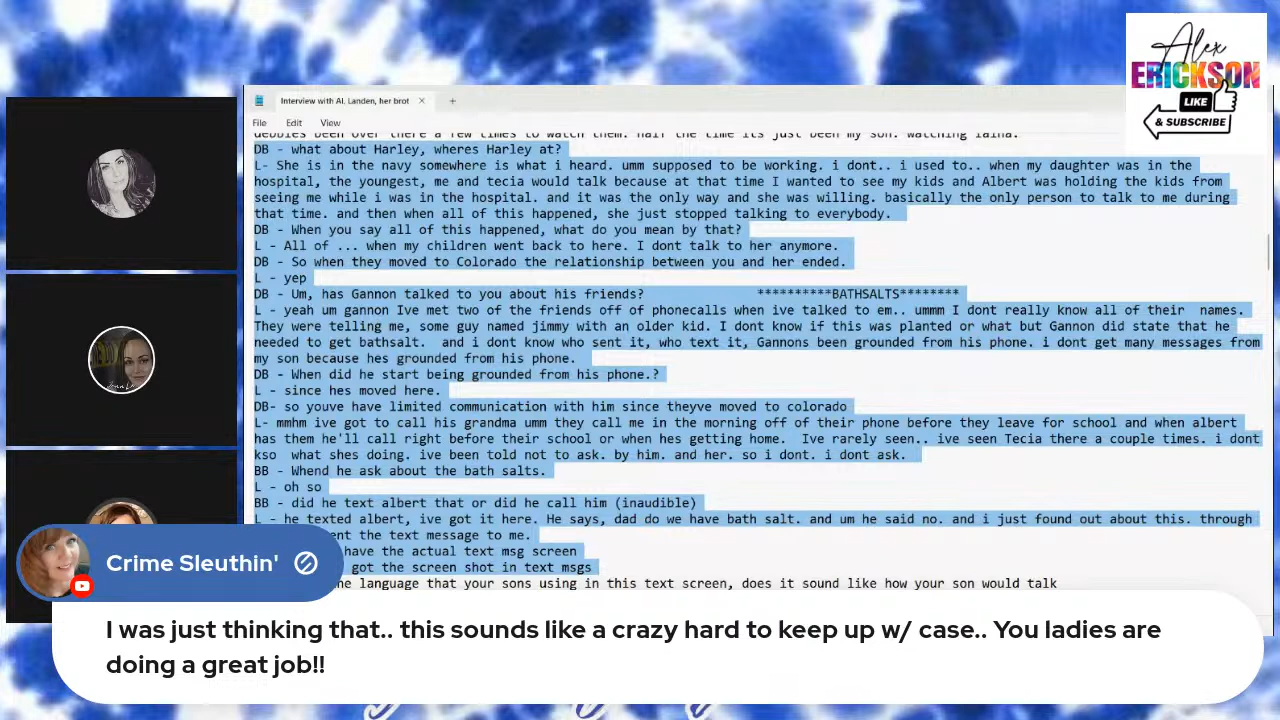 Alex
ERICKSON
LIKE
& SUBSCRIBE
Interview with Al, Landen, her brot
File Edit View
debbies been over there a few times to watch them. half the time its just been my son. watching laina.
DB - what about Harley, wheres Harley at?
L- She is in the navy somewhere is what i heard. umm supposed to be working. i dont.. i used to.. when my daughter was in the
hospital, the youngest, me and tecia would talk because at that time I wanted to see my kids and Albert was holding the kids from
seeing me while i was in the hospital. and it was the only way and she was willing. basically the only person to talk to me during
that time. and then when all of this happened, she just stopped talking to everybody.
DB - When you say all of this happened, what do you mean by that?
L - All of ... when my children went back to here. I dont talk to her anymore.
DB - So when they moved to Colorado the relationship between you and her ended.
L - yep
DB - Um, has Gannon talked to you about his friends? **********BATHSALTS********
L - yeah um gannon Ive met two of the friends off of phonecalls when ive talked to em.. ummm I dont really know all of their names.
They were telling me, some guy named jimmy with an older kid. I dont know if this was planted or what but Gannon did state that he
needed to get bathsalt. and i dont know who sent it, who text it, Gannons been grounded from his phone. i dont get many messages from
my son because hes grounded from his phone.
DB - When did he start being grounded from his phone.?
L - since hes moved here.
DB- so youve have limited communication with him since theyve moved to colorado
L- mmhm ive got to call his grandma umm they call me in the morning off of their phone before they leave for school and when albert
has them he'll call right before their school or when hes getting home. Ive rarely seen.. ive seen Tecia there a couple times. i dont
kso what shes doing. ive been told not to ask. by him. and her. so i dont. i dont ask.
BB - Whend he ask about the bath salts.
L - oh so
BB - did he text albert that or did he call him (inaudible)
L - he texted albert, ive got it here. He says, dad do we have bath salt. and um he said no. and i just found out about this. through
ent the text message to me.
have the actual text msg screen
got the screen shot in text msgs
he language that your sons using in this text screen, does it sound like how your son would talk
Crime Sleuthin'
I was just thinking that.. this sounds like a crazy hard to keep up w/ case.. You ladies are
doing a great job!!